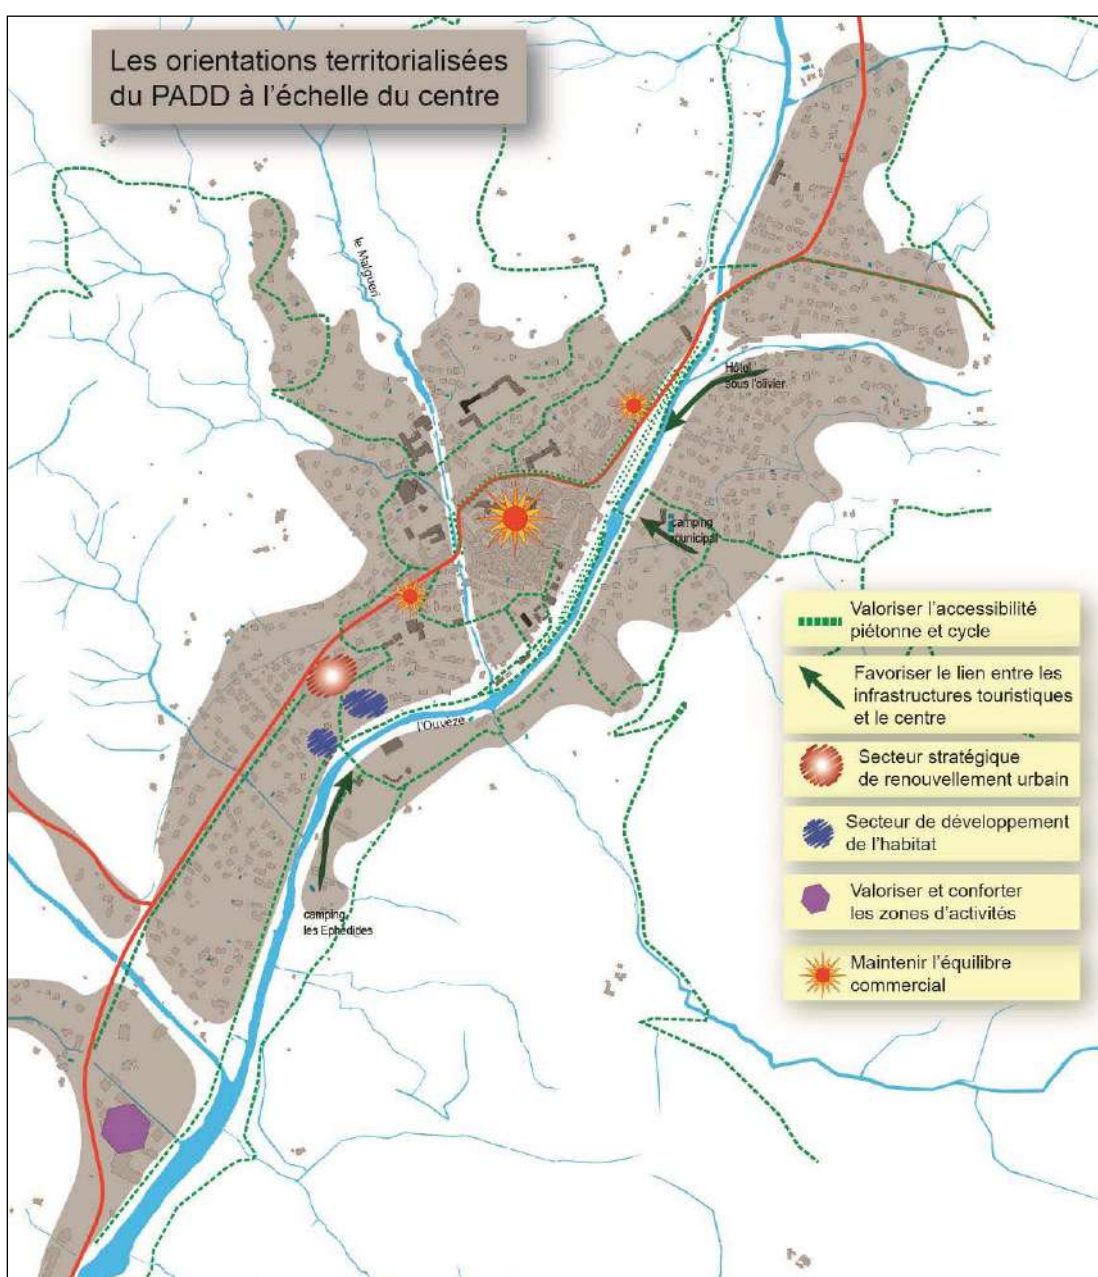 Les orientations territorialisées
du PADD à l'échelle du centre
le Malguéri
Hôtel
sous l'olivier
camping
municipal
Valoriser l'accessibilité
piétonne et cycle
Favoriser le lien entre les
infrastructures touristiques
et le centre
l'Ouvèze
Secteur stratégique
de renouvellement urbain
Secteur de développement
de l'habitat
Valoriser et conforter
les zones d'activités
camping
les Ephédides
Maintenir l'équilibre
commercial